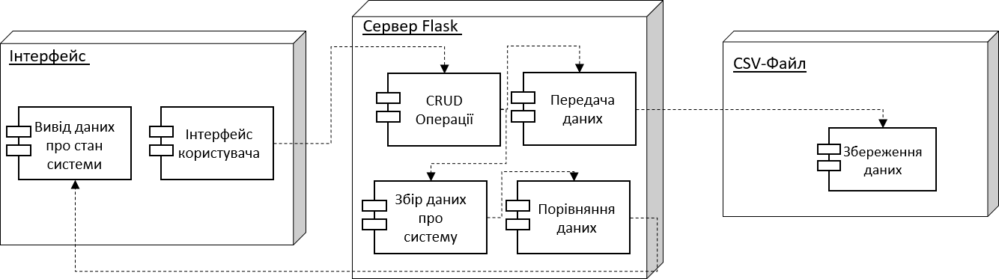 Інтерфейс
Вивід даних
про стан
системи
Інтерфейс
користувача
Сервер Flask
CRUD
Операції
Передача
даних
Збір даних
про
систему
Порівняння
даних
CSV-Файл
Збереження
даних